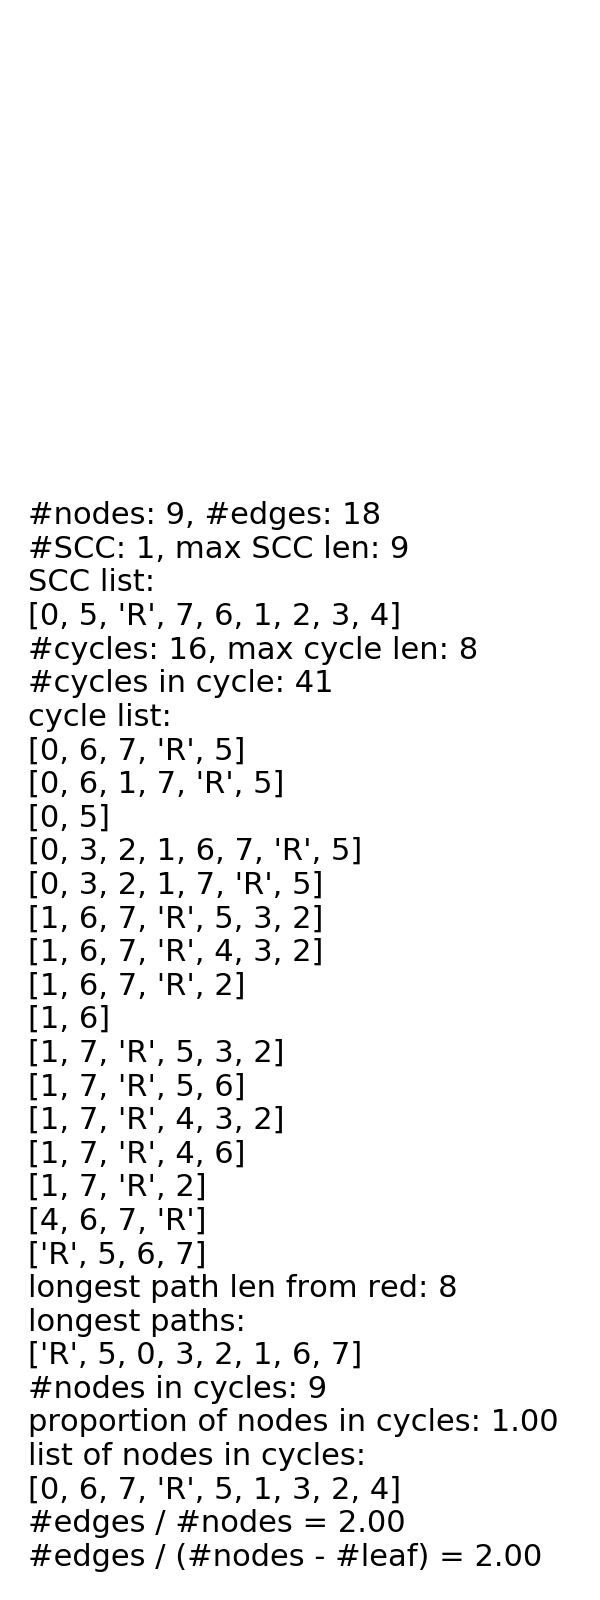 #nodes: 9, #edges: 18
#SCC: 1, max SCC len: 9
SCC list:
[0, 5, 'R', 7, 6, 1, 2, 3, 4]
#cycles: 16, max cycle len: 8
#cycles in cycle: 41
cycle list:
[0, 6, 7, 'R', 5]
[0, 6, 1, 7, 'R', 5]
[0, 5]
[0, 3, 2, 1, 6, 7, 'R', 5]
[0, 3, 2, 1, 7, 'R', 5]
[1, 6, 7, 'R', 5, 3, 2]
[1, 6, 7, 'R', 4, 3, 2]
[1, 6, 7, 'R', 2]
[1, 6]
[1, 7, 'R', 5, 3, 2]
[1, 7, 'R', 5, 6]
[1, 7, 'R', 4, 3, 2]
[1, 7, 'R', 4, 6]
[1, 7, 'R', 2]
[4, 6, 7, 'R']
['R', 5, 6, 7]
longest path len from red: 8
longest paths:
['R', 5, 0, 3, 2, 1, 6, 7]
#nodes in cycles: 9
proportion of nodes in cycles: 1.00
list of nodes in cycles:
[0, 6, 7, 'R', 5, 1, 3, 2, 4]
#edges / #nodes = 2.00
#edges / (#nodes - #leaf) = 2.00